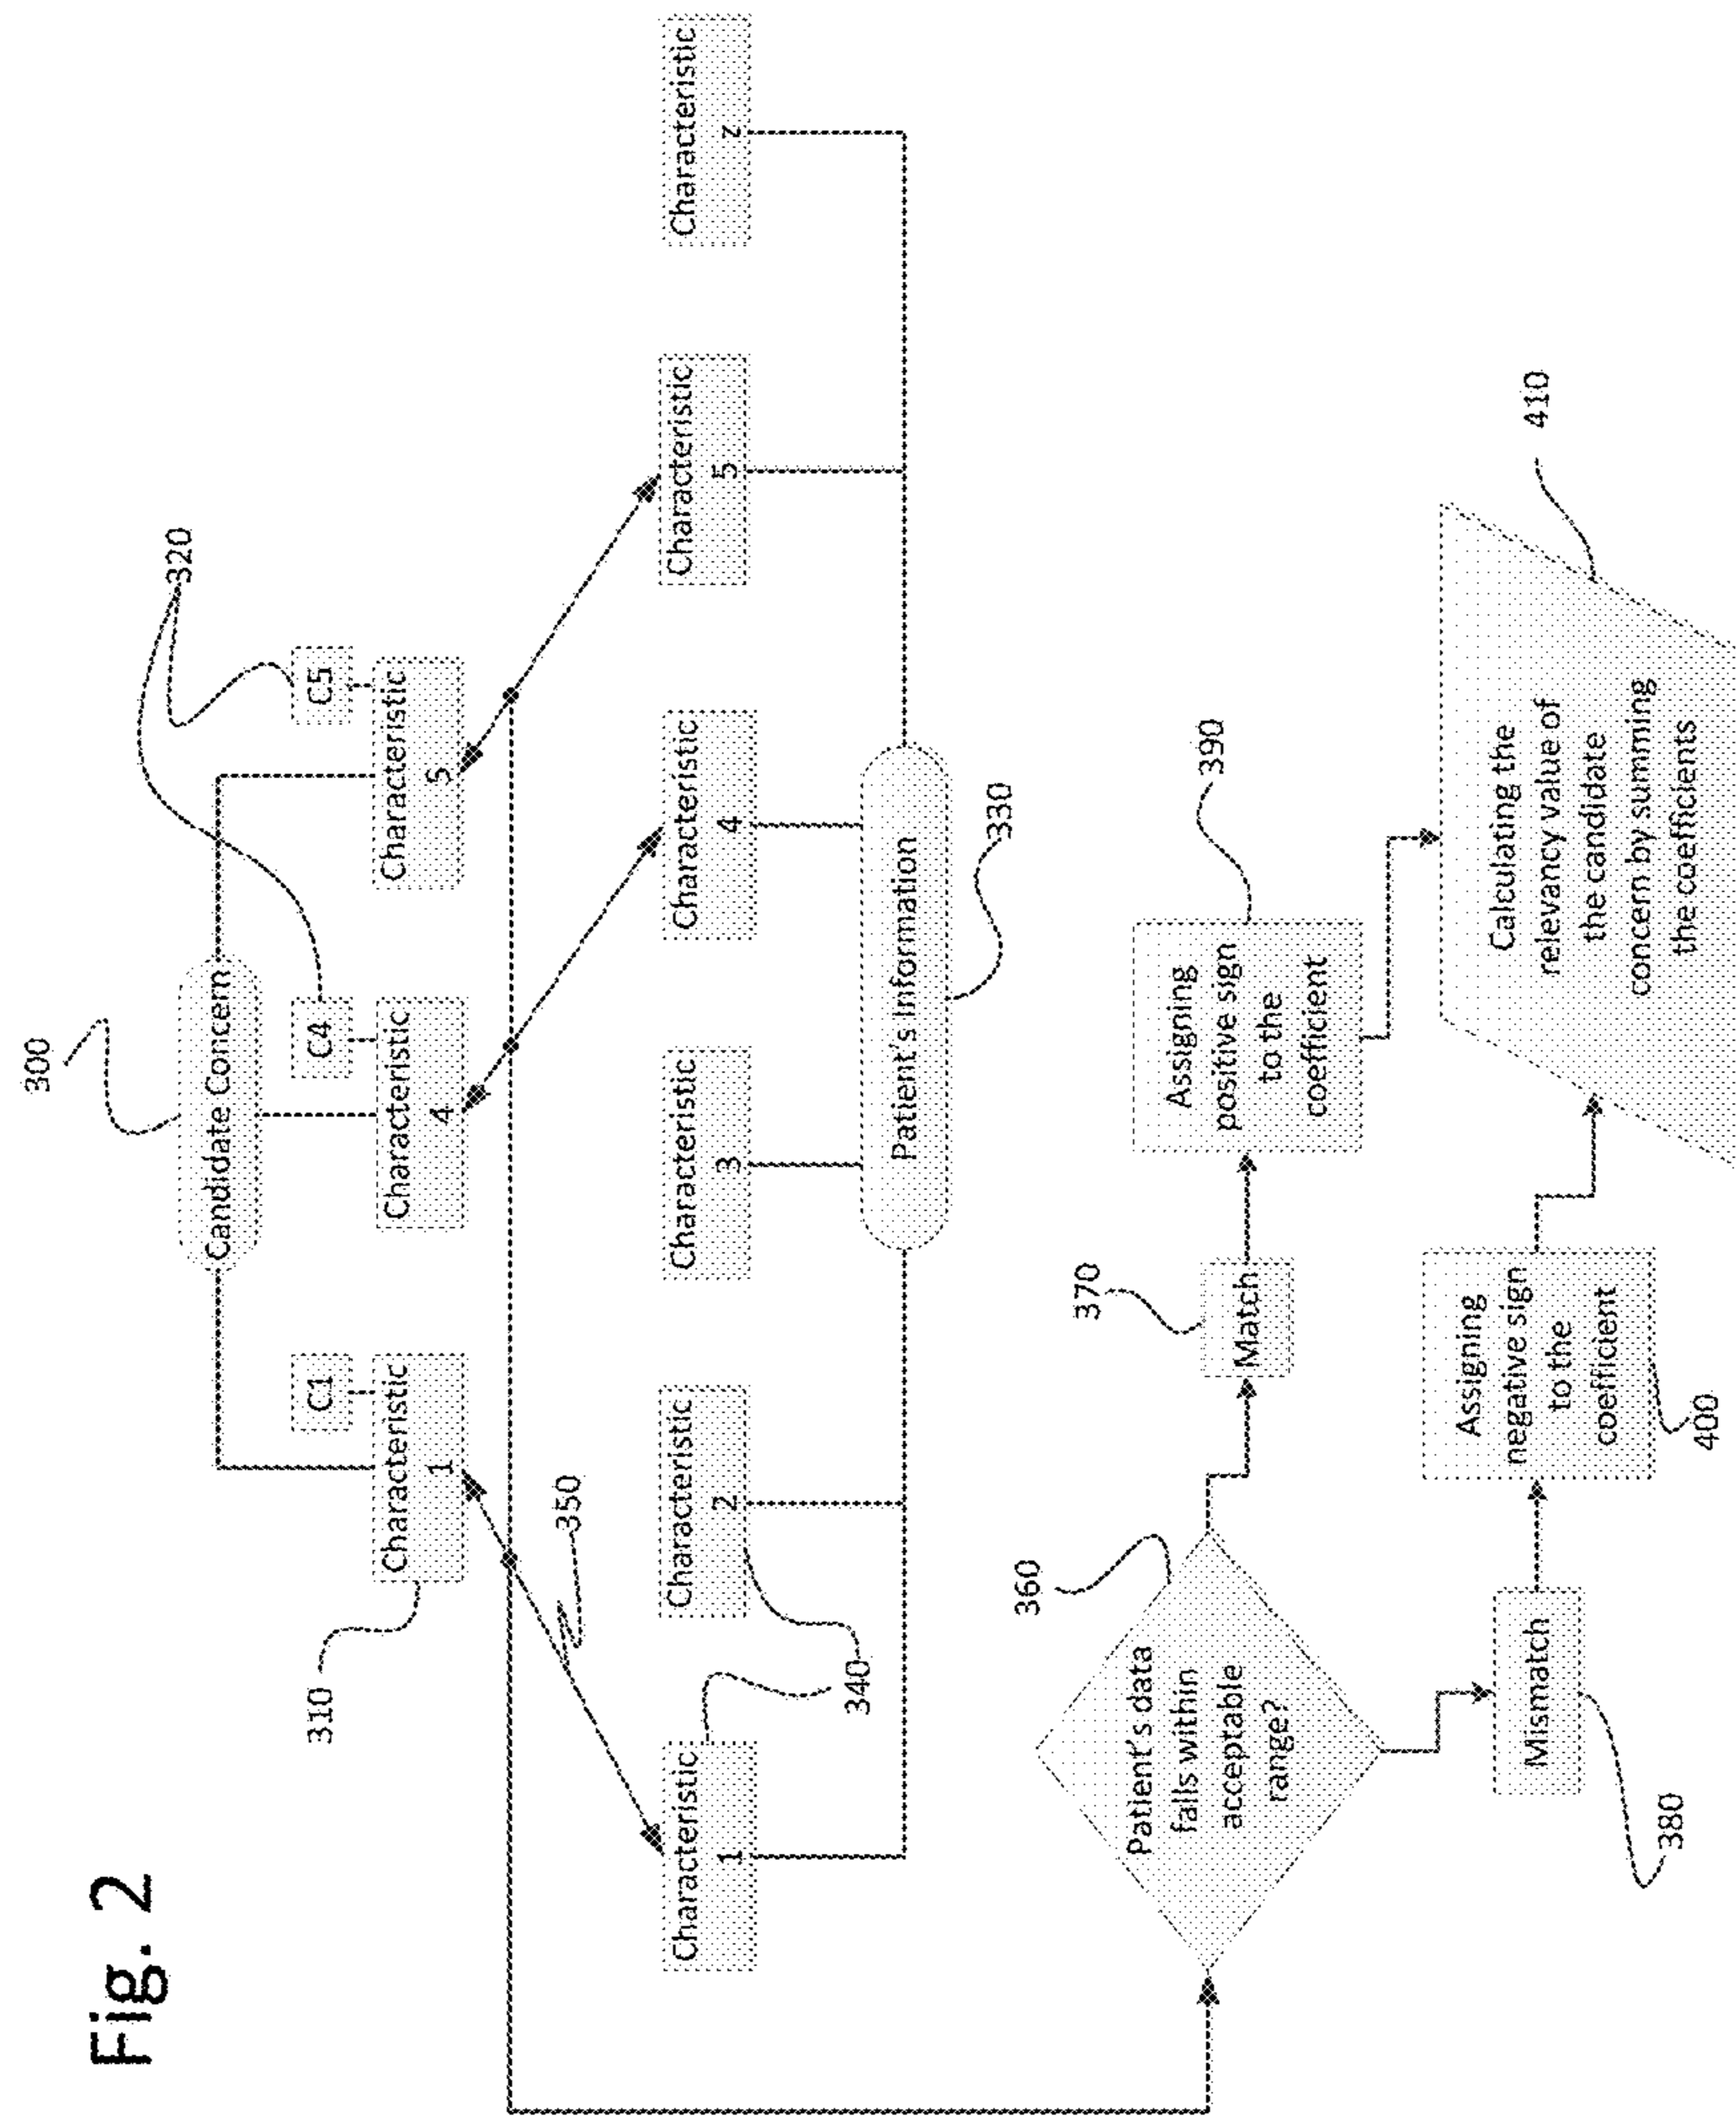 Fig. 2
300
Candidate Concern
320
C1
C4
C5
310
Characteristic
1
Characteristic
4
Characteristic
5
350
Characteristic
1
Characteristic
2
Characteristic
3
Characteristic
4
Characteristic
5
Characteristic
z
340
Patient's Information
330
360
Patient's data
falls within
acceptable
range?
370
Match
390
Assigning
positive sign
to the
coefficient
380
Mismatch
400
Assigning
negative sign
to the
coefficient
410
Calculating the
relevancy value of
the candidate
concern by summing
the coefficients